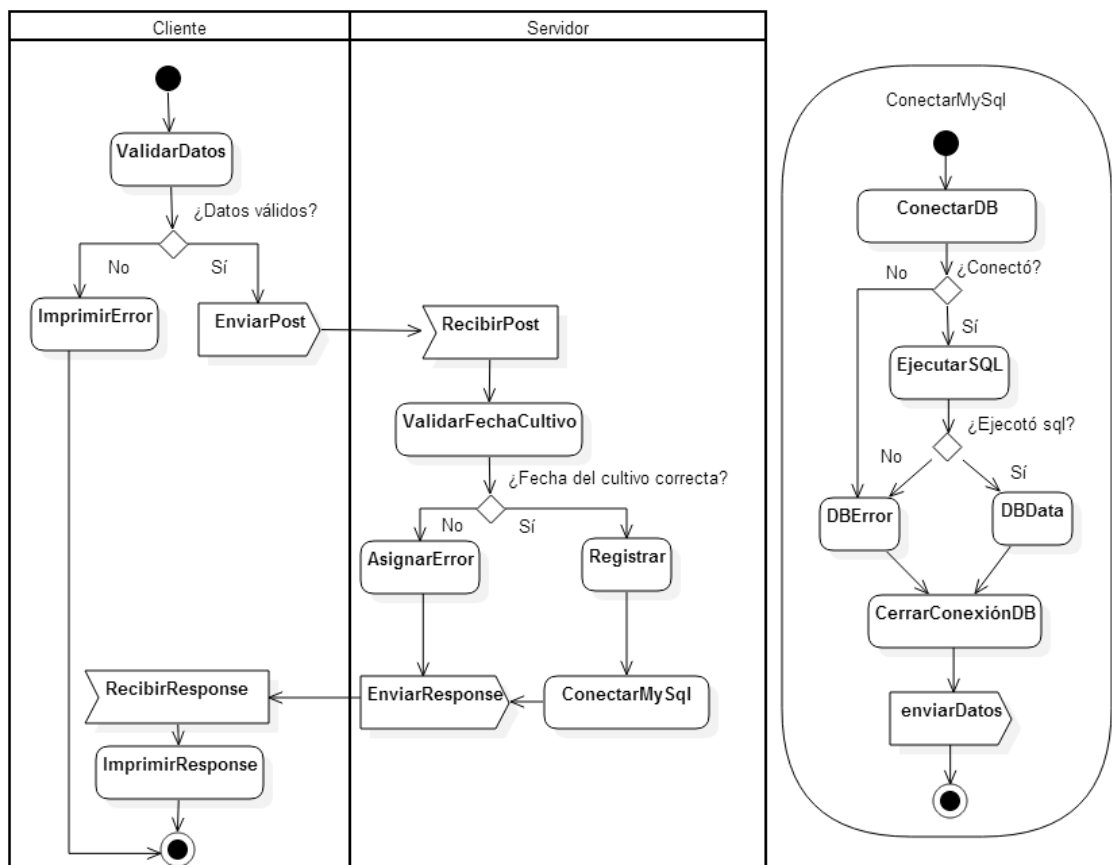 Cliente
Servidor
ValidarDatos
¿Datos válidos?
No
Sí
ImprimirError
EnviarPost
RecibirPost
ValidarFechaCultivo
¿Fecha del cultivo correcta?
No
Sí
AsignarError
Registrar
RecibirResponse
EnviarResponse
ConectarMySql
ImprimirResponse
ConectarMySql
ConectarDB
No
¿Conectó?
Sí
EjecutarSQL
¿Ejecotó sql?
No
Sí
DBError
DBData
CerrarConexiónDB
enviarDatos